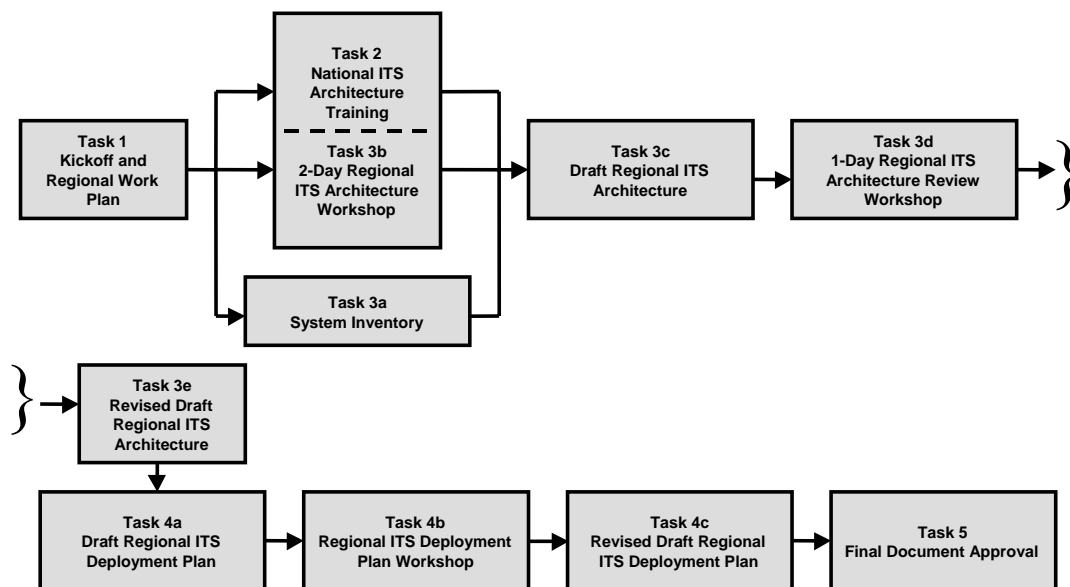 Task 1
Kickoff and
Regional Work
Plan
Task 2
National ITS
Architecture
Training
Task 3b
2-Day Regional
ITS Architecture
Workshop
Task 3a
System Inventory
Task 3c
Draft Regional ITS
Architecture
Task 3d
1-Day Regional ITS
Architecture Review
Workshop
}
}
Task 3e
Revised Draft
Regional ITS
Architecture
Task 4a
Draft Regional ITS
Deployment Plan
Task 4b
Regional ITS Deployment
Plan Workshop
Task 4c
Revised Draft Regional
ITS Deployment Plan
Task 5
Final Document Approval